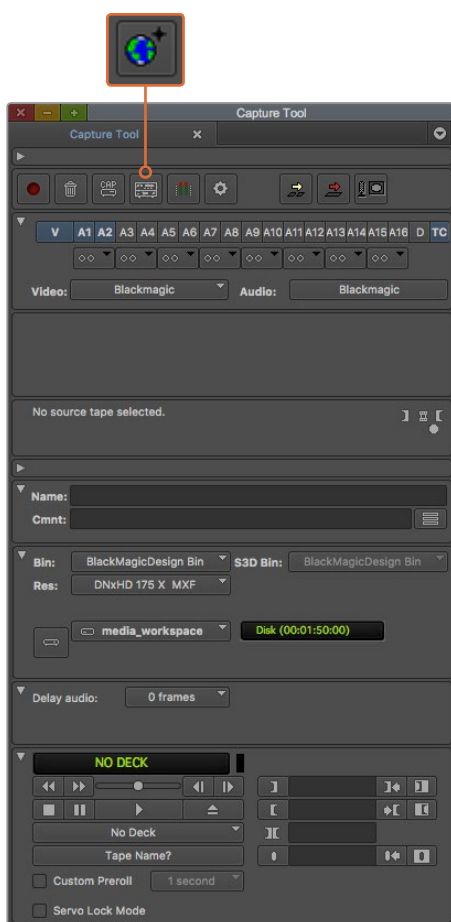 Capture Tool
Capture Tool
CAP
V A1 A2 A3 A4 A5 A6 A7 A8 A9 A10 A11 A12 A13 A14 A15 A16 D TC
Video: Blackmagic Audio: Blackmagic
No source tape selected.
Name:
Cmnt:
Bin: BlackMagicDesign Bin S3D Bin: BlackMagicDesign Bin
Res: DNxHD 175 X MXF
media_workspace Disk (00:01:50:00)
Delay audio: 0 frames
NO DECK
No Deck
Tape Name?
Custom Preroll 1 second
Servo Lock Mode